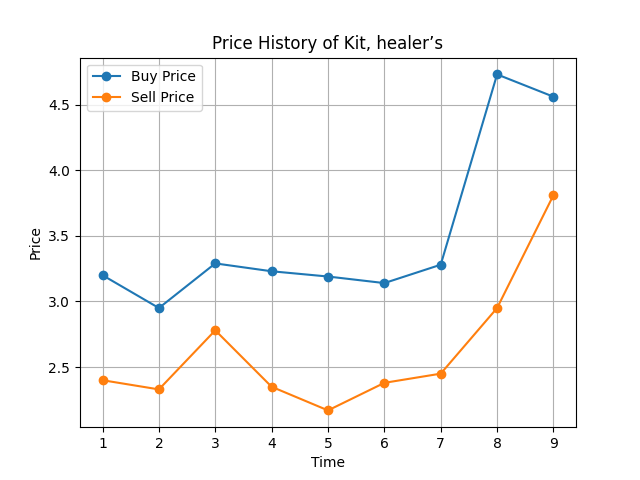 Price History of Kit, healer’s
Buy Price
Sell Price
4.5
4.0
3.5
3.0
2.5
Price
1 2 3 4 5 6 7 8 9
Time